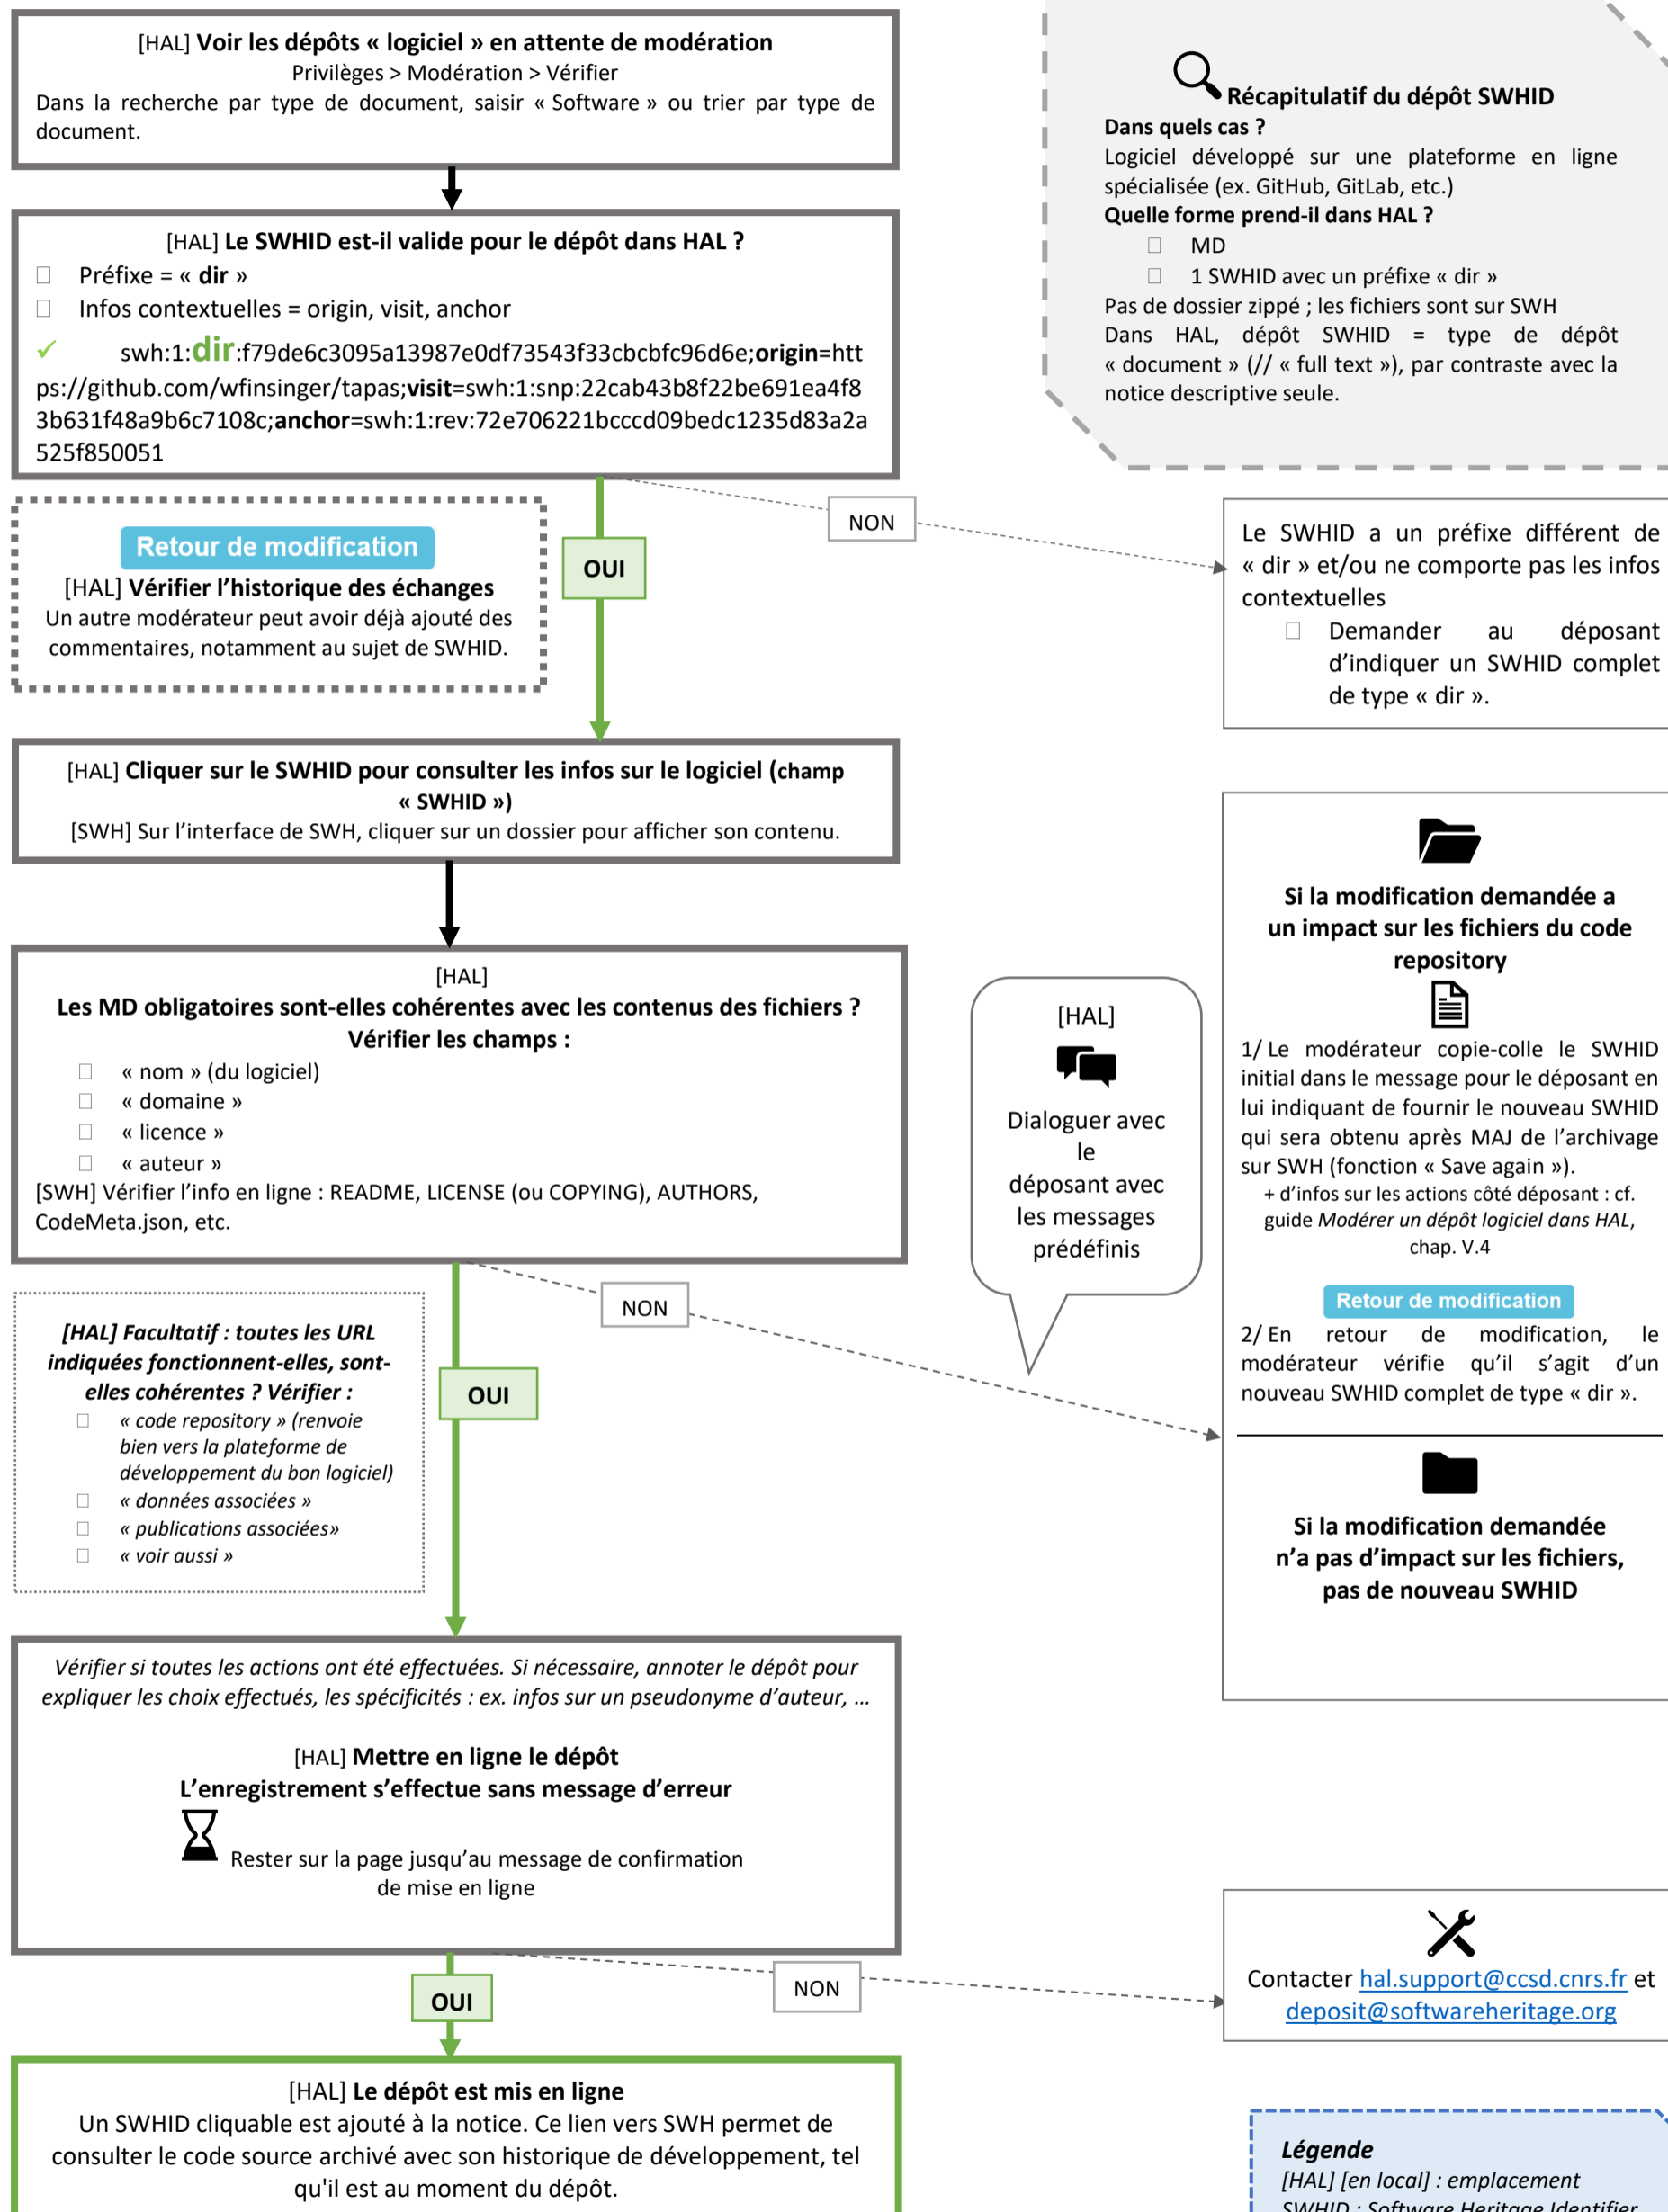 [HAL] Voir les dépôts « logiciel » en attente de modération
Privilèges > Modération > Vérifier
Dans la recherche par type de document, saisir « Software » ou trier par type de
document.
Récapitulatif du dépôt SWHID
Dans quels cas ?
Logiciel développé sur une plateforme en ligne
spécialisée (ex. GitHub, GitLab, etc.)
Quelle forme prend-il dans HAL ?
MD
1 SWHID avec un préfixe « dir »
Pas de dossier zippé ; les fichiers sont sur SWH
Dans HAL, dépôt SWHID = type de dépôt
« document » (// « full text »), par contraste avec la
notice descriptive seule.
[HAL] Le SWHID est-il valide pour le dépôt dans HAL ?
Préfixe = « dir »
Infos contextuelles = origin, visit, anchor
✓ swh:1:dir:f79de6c3095a13987e0df73543f33cbcbfc96d6e;origin=htt
ps://github.com/wfinsinger/tapas;visit=swh:1:snp:22cab43b8f22be691ea4f8
3b631f48a9b6c7108c;anchor=swh:1:rev:72e706221bcccd09bedc1235d83a2a
525f850051
NON
OUI
Le SWHID a un préfixe différent de
« dir » et/ou ne comporte pas les infos
contextuelles
Demander au déposant
d’indiquer un SWHID complet
de type « dir ».
Retour de modification
[HAL] Vérifier l’historique des échanges
Un autre modérateur peut avoir déjà ajouté des
commentaires, notamment au sujet de SWHID.
[HAL] Cliquer sur le SWHID pour consulter les infos sur le logiciel (champ
« SWHID »)
[SWH] Sur l’interface de SWH, cliquer sur un dossier pour afficher son contenu.
[HAL]
Les MD obligatoires sont-elles cohérentes avec les contenus des fichiers ?
Vérifier les champs :
« nom » (du logiciel)
« domaine »
« licence »
« auteur »
[SWH] Vérifier l’info en ligne : README, LICENSE (ou COPYING), AUTHORS,
CodeMeta.json, etc.
[HAL]
Dialoguer avec
le
déposant avec
les messages
prédéfinis
Si la modification demandée a
un impact sur les fichiers du code
repository
1/ Le modérateur copie-colle le SWHID
initial dans le message pour le déposant en
lui indiquant de fournir le nouveau SWHID
qui sera obtenu après MAJ de l’archivage
sur SWH (fonction « Save again »).
+ d’infos sur les actions côté déposant : cf.
guide Modérer un dépôt logiciel dans HAL,
chap. V.4
Retour de modification
2/ En retour de modification, le
modérateur vérifie qu’il s’agit d’un
nouveau SWHID complet de type « dir ».
Si la modification demandée
n’a pas d’impact sur les fichiers,
pas de nouveau SWHID
NON
OUI
[HAL] Facultatif : toutes les URL
indiquées fonctionnent-elles, sont-
elles cohérentes ? Vérifier :
« code repository » (renvoie
bien vers la plateforme de
développement du bon logiciel)
« données associées »
« publications associées»
« voir aussi »
Vérifier si toutes les actions ont été effectuées. Si nécessaire, annoter le dépôt pour
expliquer les choix effectués, les spécificités : ex. infos sur un pseudonyme d’auteur, …
[HAL] Mettre en ligne le dépôt
L’enregistrement s’effectue sans message d’erreur
Rester sur la page jusqu’au message de confirmation
de mise en ligne
NON
OUI
Contacter hal.support@ccsd.cnrs.fr et
deposit@softwareheritage.org
[HAL] Le dépôt est mis en ligne
Un SWHID cliquable est ajouté à la notice. Ce lien vers SWH permet de
consulter le code source archivé avec son historique de développement, tel
qu'il est au moment du dépôt.
Légende
[HAL] [en local] : emplacement
SWHID : Software Heritage Identifier